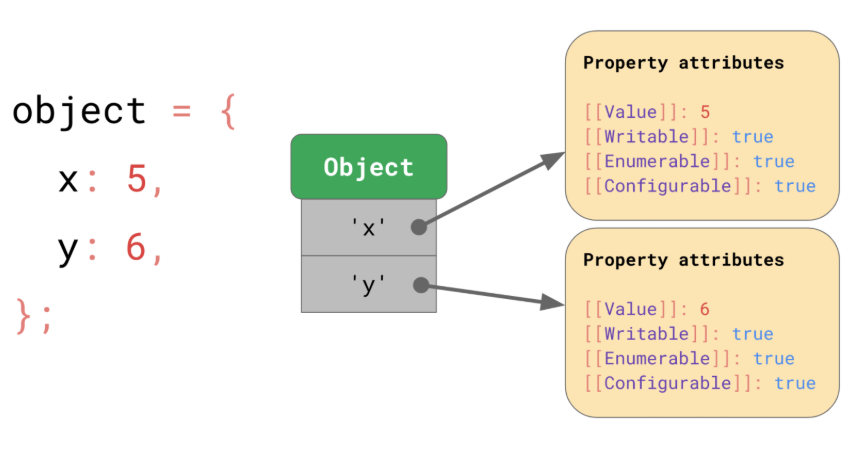 object = {
x: 5,
y: 6,
};
Object
'x'
'y'
Property attributes
[[Value]]: 5
[[Writable]]: true
[[Enumerable]]: true
[[Configurable]]: true
Property attributes
[[Value]]: 6
[[Writable]]: true
[[Enumerable]]: true
[[Configurable]]: true